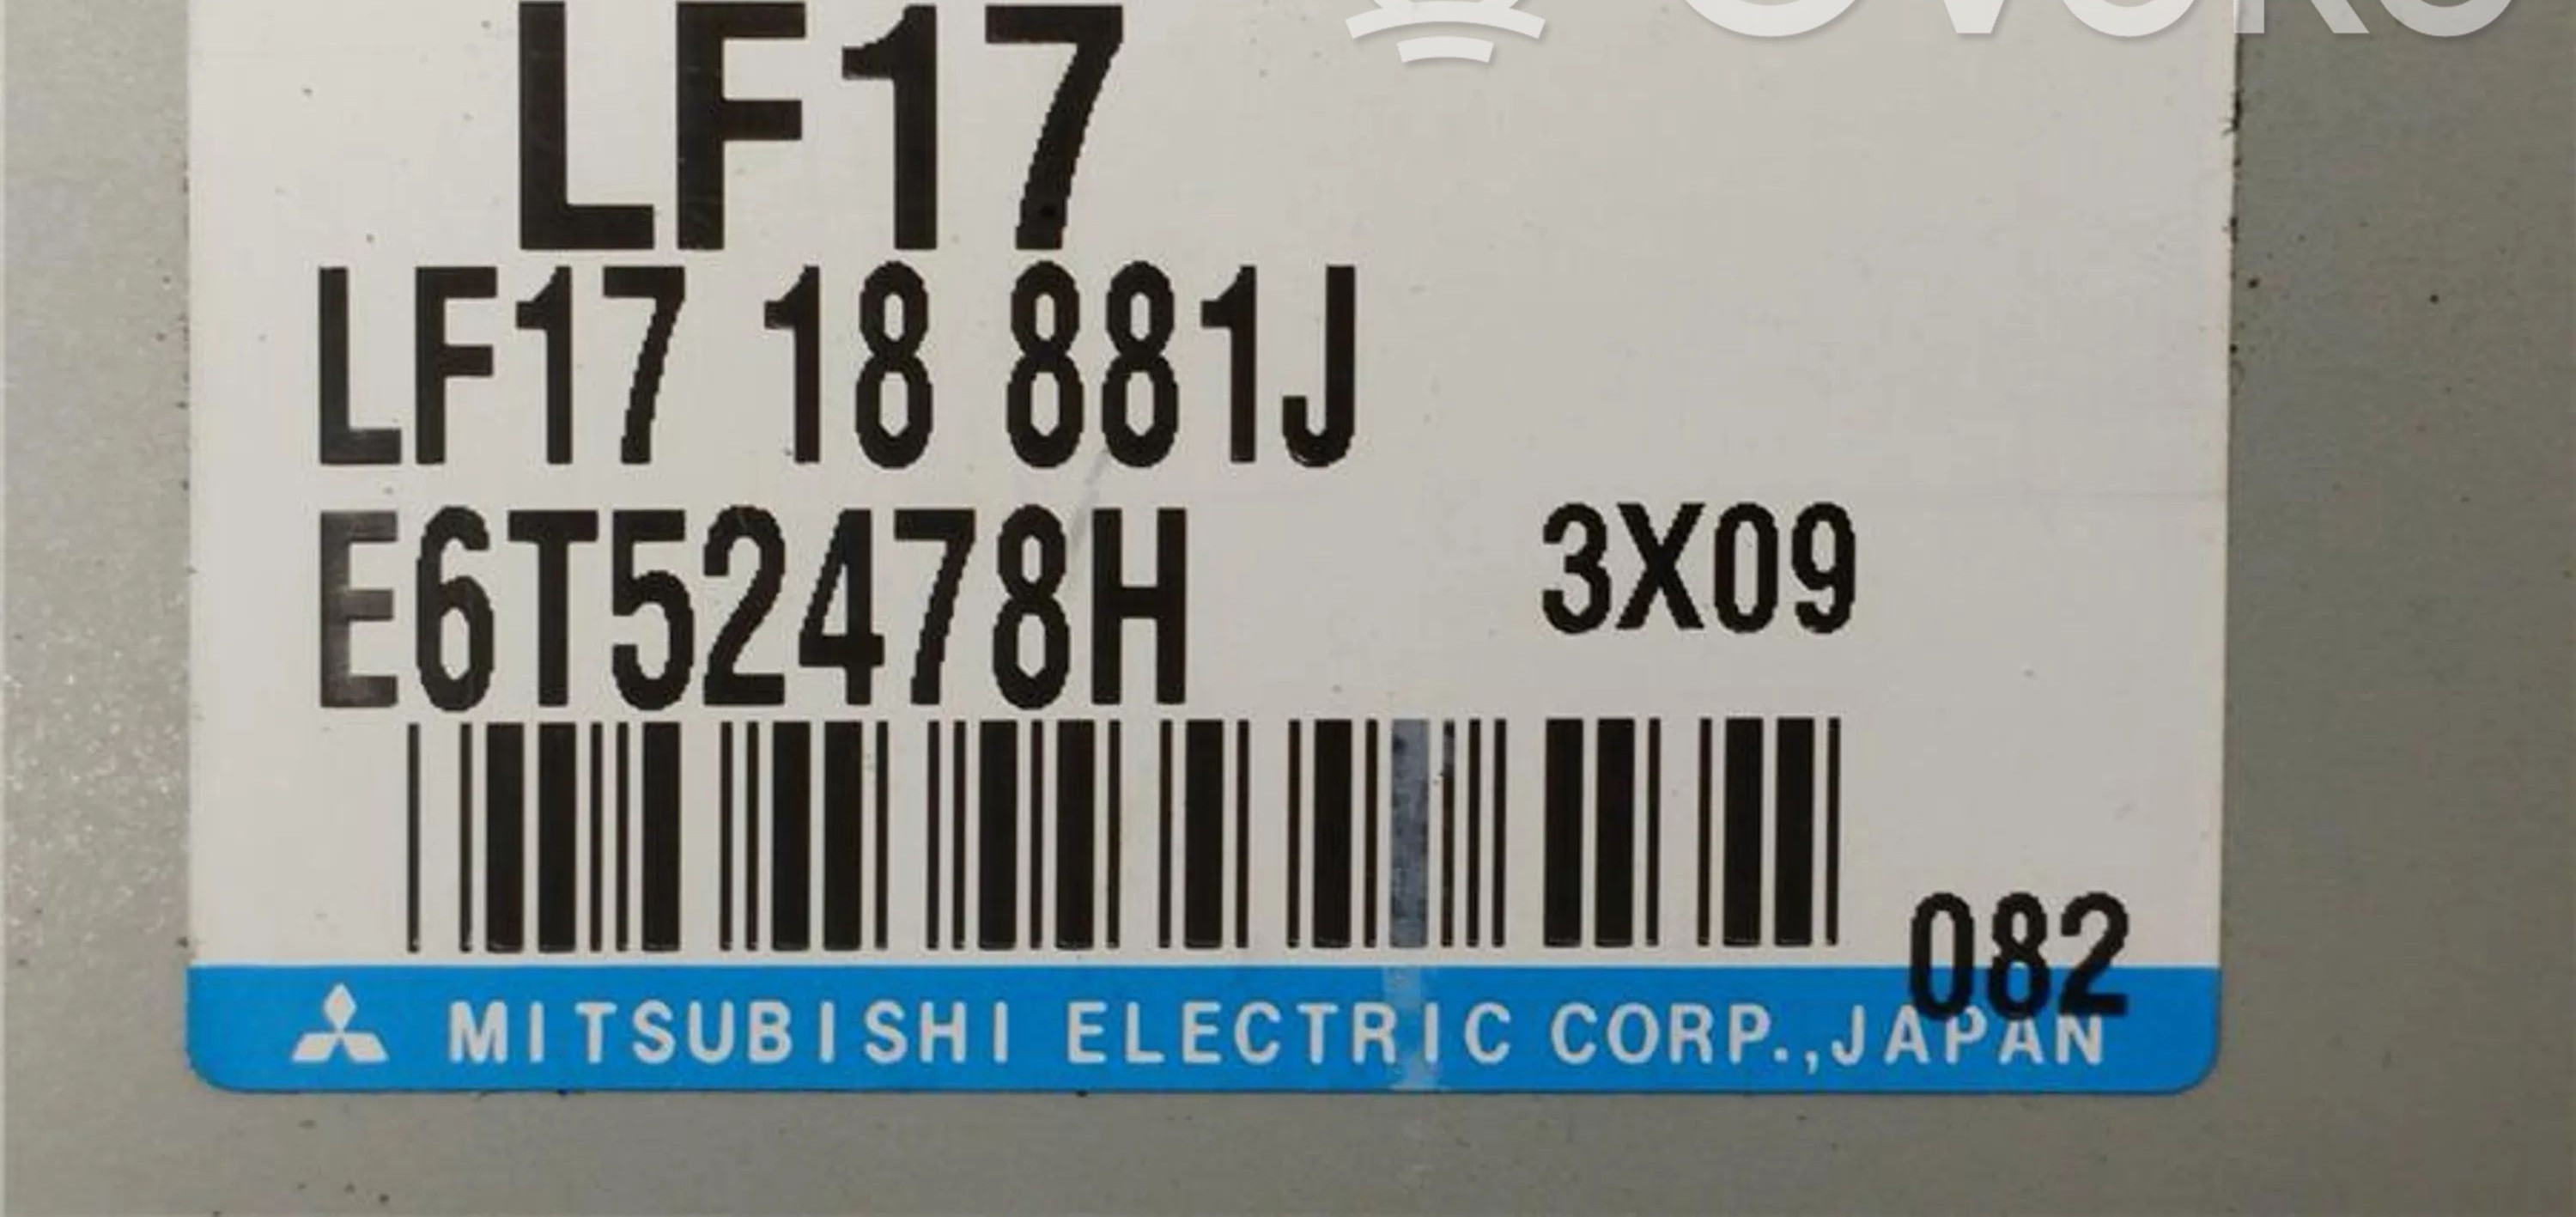 LF17
LF17 18 881J
E6T52478H 3X09
082
MITSUBISHI ELECTRIC CORP.,JAPAN